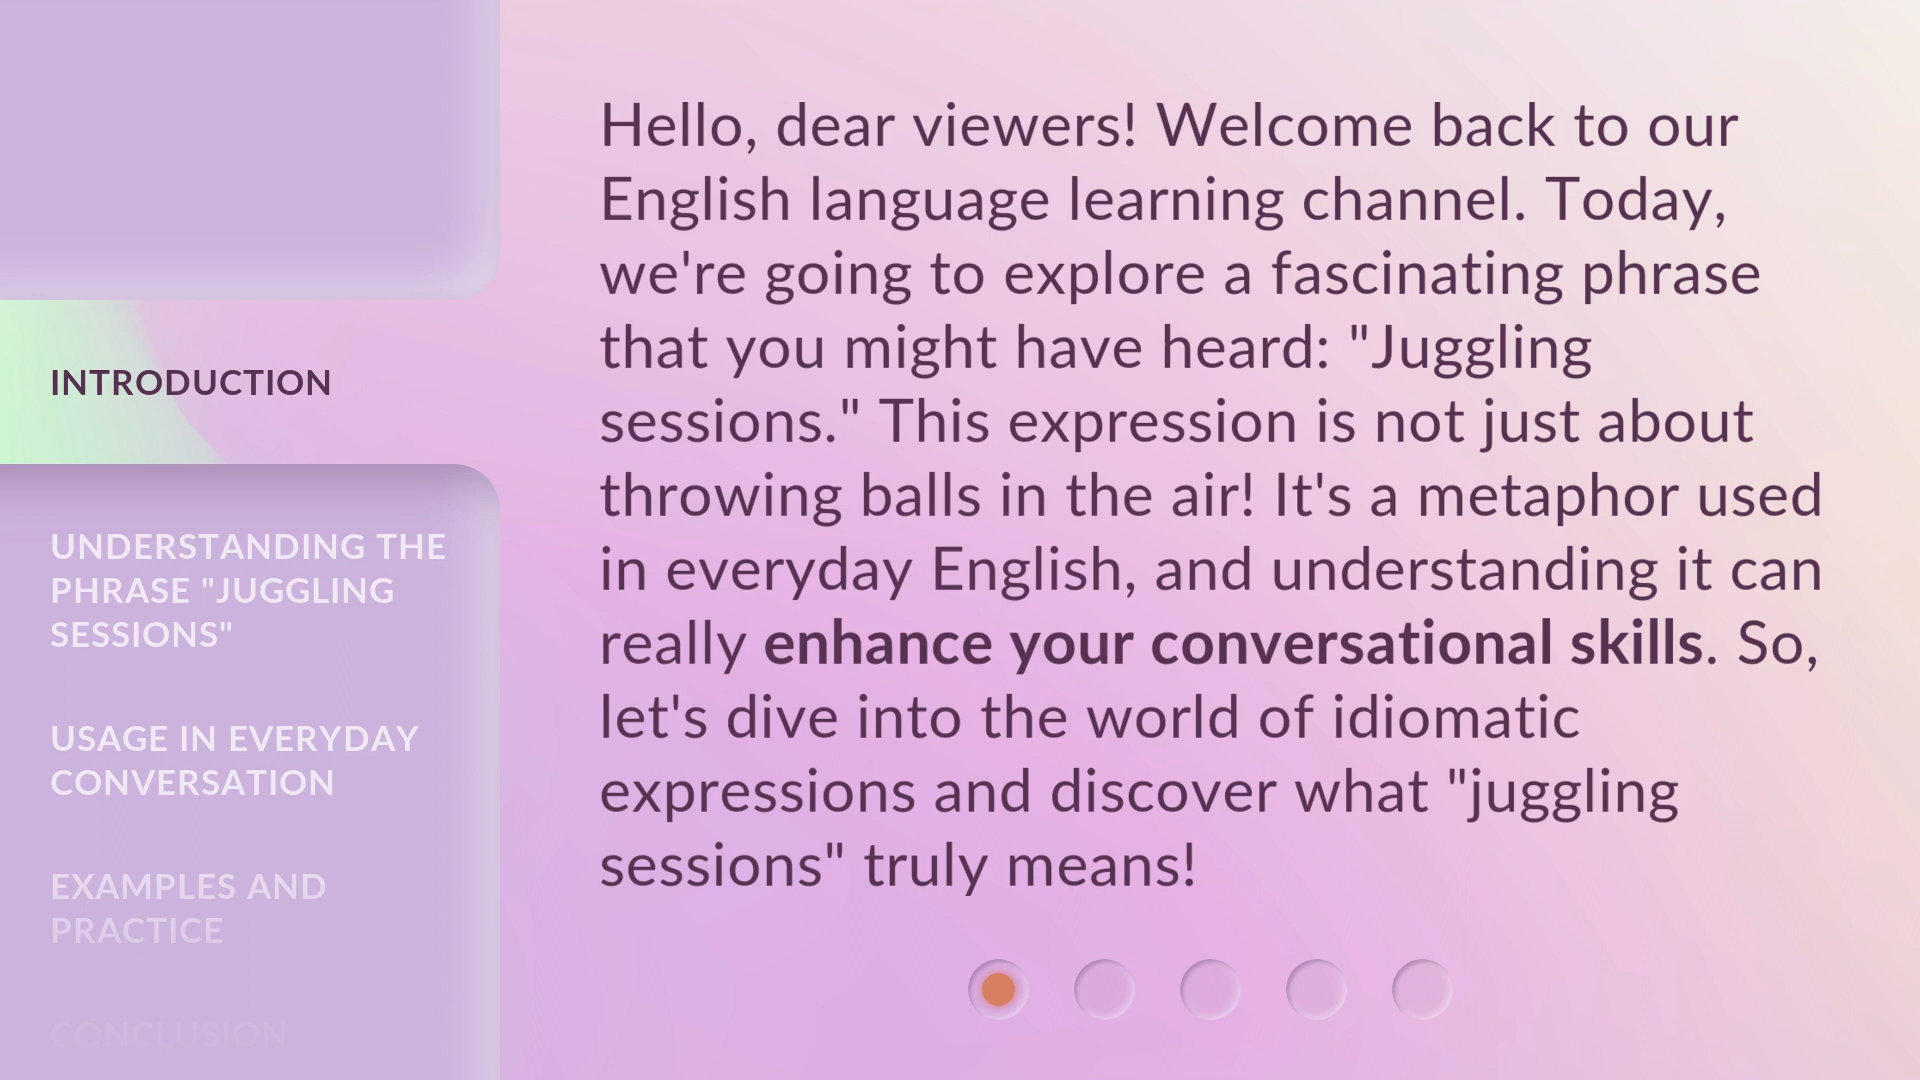 INTRODUCTION
UNDERSTANDING THE
PHRASE "JUGGLING
SESSIONS"
USAGE IN EVERYDAY
CONVERSATION
EXAMPLES AND
PRACTICE
CONCLUSION
Hello, dear viewers! Welcome back to our
English language learning channel. Today,
we're going to explore a fascinating phrase
that you might have heard: "Juggling
sessions." This expression is not just about
throwing balls in the air! It's a metaphor used
in everyday English, and understanding it can
really enhance your conversational skills. So,
let's dive into the world of idiomatic
expressions and discover what "juggling
sessions" truly means!